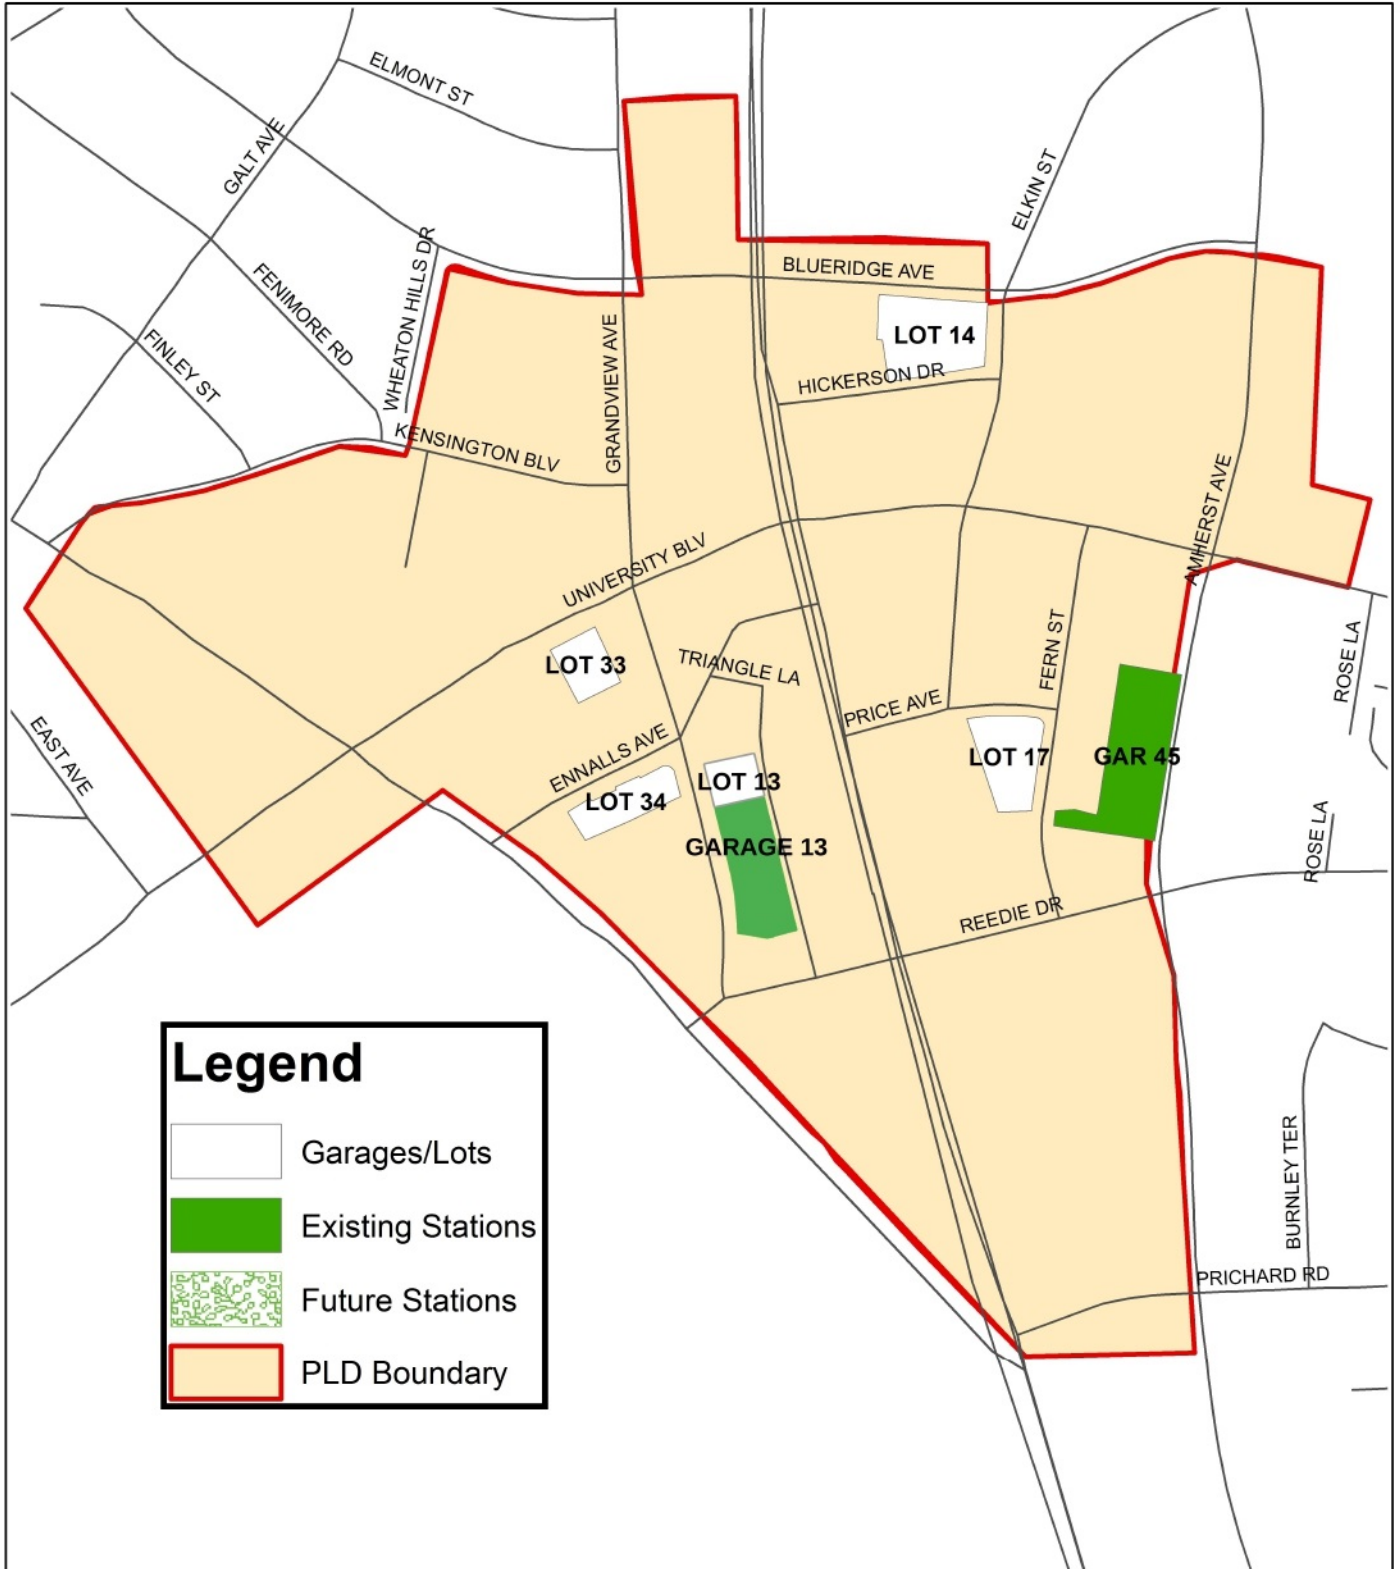 ELMONT ST
GALT AVE
ELKIN ST
WHEATON HILLS DR
FENIMORE RD
BLUERIDGE AVE
FINLEY ST
GRANDVIEW AVE
LOT 14
HICKERSON DR
KENSINGTON BLV
AMHERST AVE
UNIVERSITY BLV
LOT 33
TRIANGLE LA
FERN ST
ROSE LA
PRICE AVE
EAST AVE
ENNALLS AVE
LOT 17
GAR 45
LOT 13
LOT 34
GARAGE 13
ROSE LA
REEDIE DR
BURNLEY TER
PRICHARD RD
Legend
Garages/Lots
Existing Stations
Future Stations
PLD Boundary